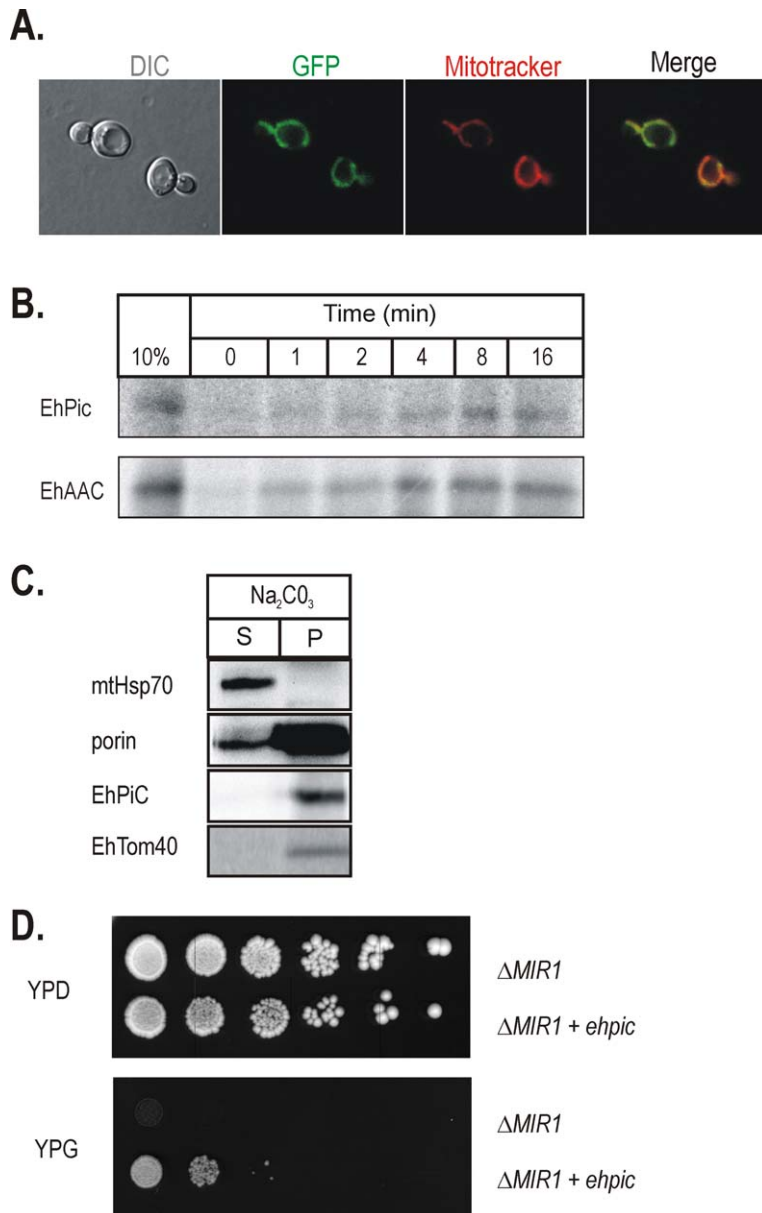 A.
DIC GFP Mitotracker Merge
B.
Time (min)
10% 0 1 2 4 8 16
EhPic
EhAAC
C.
Na₂C0₃
S P
mtHsp70
porin
EhPiC
EhTom40
D.
YPD
ΔMIR1
ΔMIR1 + ehpic
YPG
ΔMIR1
ΔMIR1 + ehpic